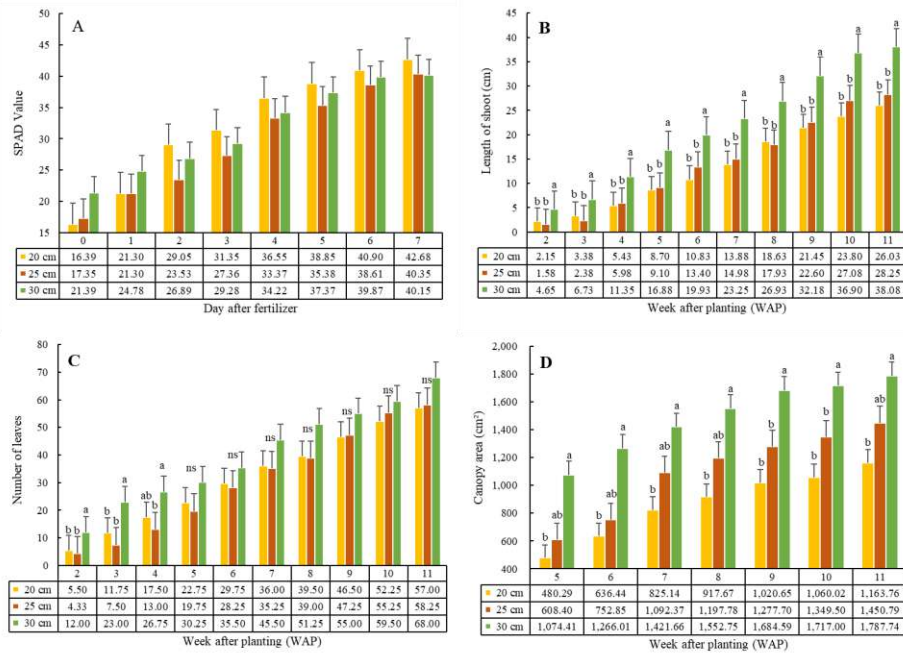 A
SPAD Value
50
45
40
35
30
25
20
15
0 1 2 3 4 5 6 7
20 cm 16.39 21.30 29.05 31.35 36.55 38.85 40.90 42.68
25 cm 17.35 21.30 23.53 27.36 33.37 35.38 38.61 40.35
30 cm 21.39 24.78 26.89 29.28 34.22 37.37 39.87 40.15
Day after fertilizer
B
Length of shoot (cm)
45
40
35
30
25
20
15
10
5
0
b b a b b a b b a b b a b b a b b a b b a b b a b b a b b a
2 3 4 5 6 7 8 9 10 11
20 cm 2.15 3.38 5.43 8.70 10.83 13.88 18.63 21.45 23.80 26.03
25 cm 1.58 2.38 5.98 9.10 13.40 14.98 17.93 22.60 27.08 28.25
30 cm 4.65 6.73 11.35 16.88 19.93 23.25 26.93 32.18 36.90 38.08
Week after planting (WAP)
C
Number of leaves
80
70
60
50
40
30
20
10
0
b b a b b a ab b a ns ns ns ns ns ns ns
2 3 4 5 6 7 8 9 10 11
20 cm 5.50 11.75 17.50 22.75 29.75 36.00 39.50 46.50 52.25 57.00
25 cm 4.33 7.50 13.00 19.75 28.25 35.25 39.00 47.25 55.25 58.25
30 cm 12.00 23.00 26.75 30.25 35.50 45.50 51.25 55.00 59.50 68.00
Week after planting (WAP)
D
Canopy area (cm²)
2,000
1,800
1,600
1,400
1,200
1,000
800
600
400
b ab a b b a b ab a b ab a b ab a b b a b ab a
5 6 7 8 9 10 11
20 cm 480.29 636.44 825.14 917.67 1,020.65 1,060.02 1,163.76
25 cm 608.40 752.85 1,092.37 1,197.78 1,277.70 1,349.50 1,450.79
30 cm 1,074.41 1,266.01 1,421.66 1,552.75 1,684.59 1,717.00 1,787.74
Week after planting (WAP)